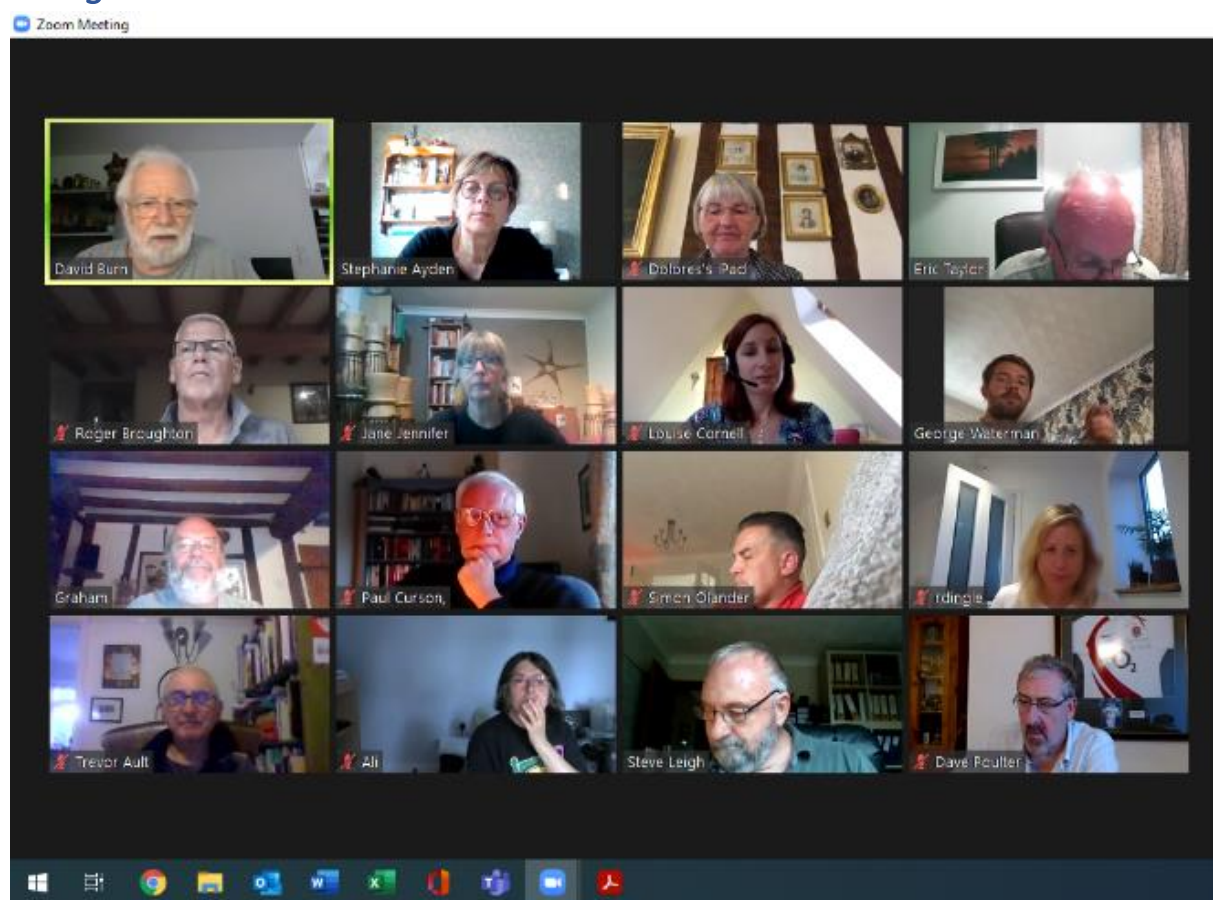 Zoom Meeting
David Burn
Stephanie Ayden
Dolores's iPad
Eric Taylor
Roger Broughton
Jane Jennifer
Louise Cornell
George Waterman
Graham
Paul Curson,
Simon Olander
rdingle
Trevor Ault
Ali
Steve Leigh
Dave Poulter
O2